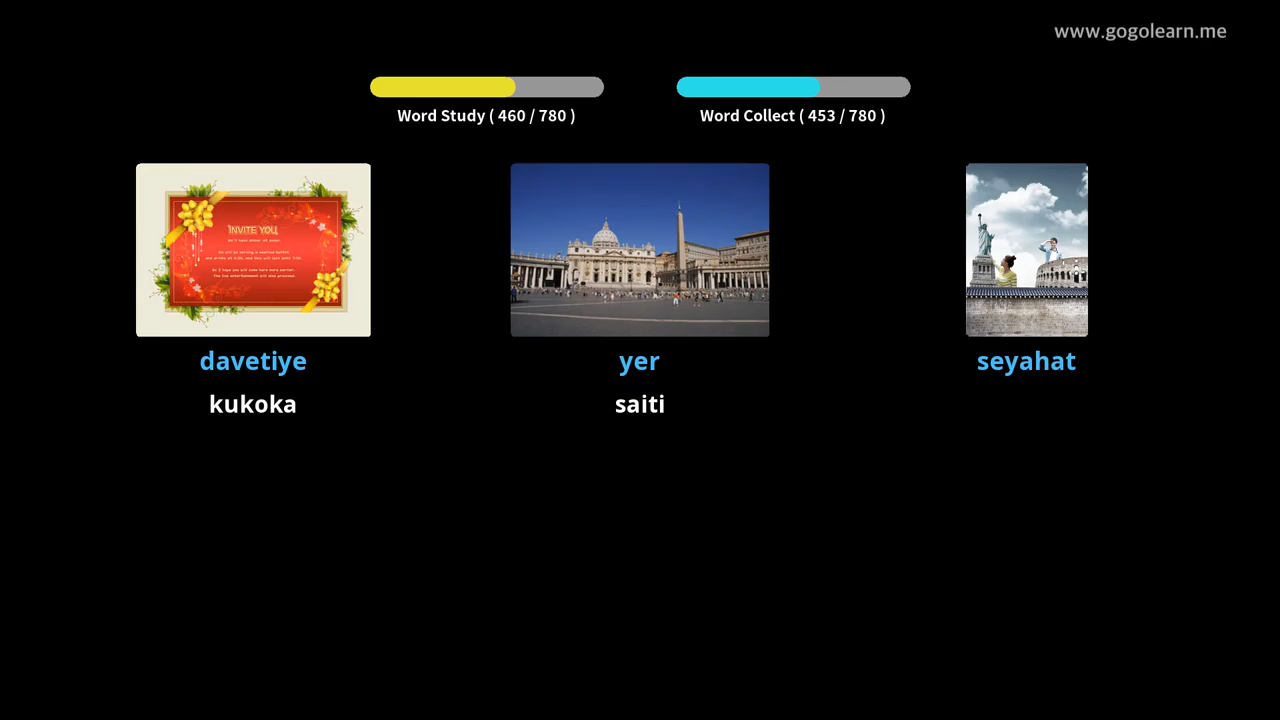 www.gogolearn.me
Word Study ( 460 / 780 )
Word Collect ( 453 / 780 )
INVITE YOU
davetiye
yer
seyahat
kukoka
saiti